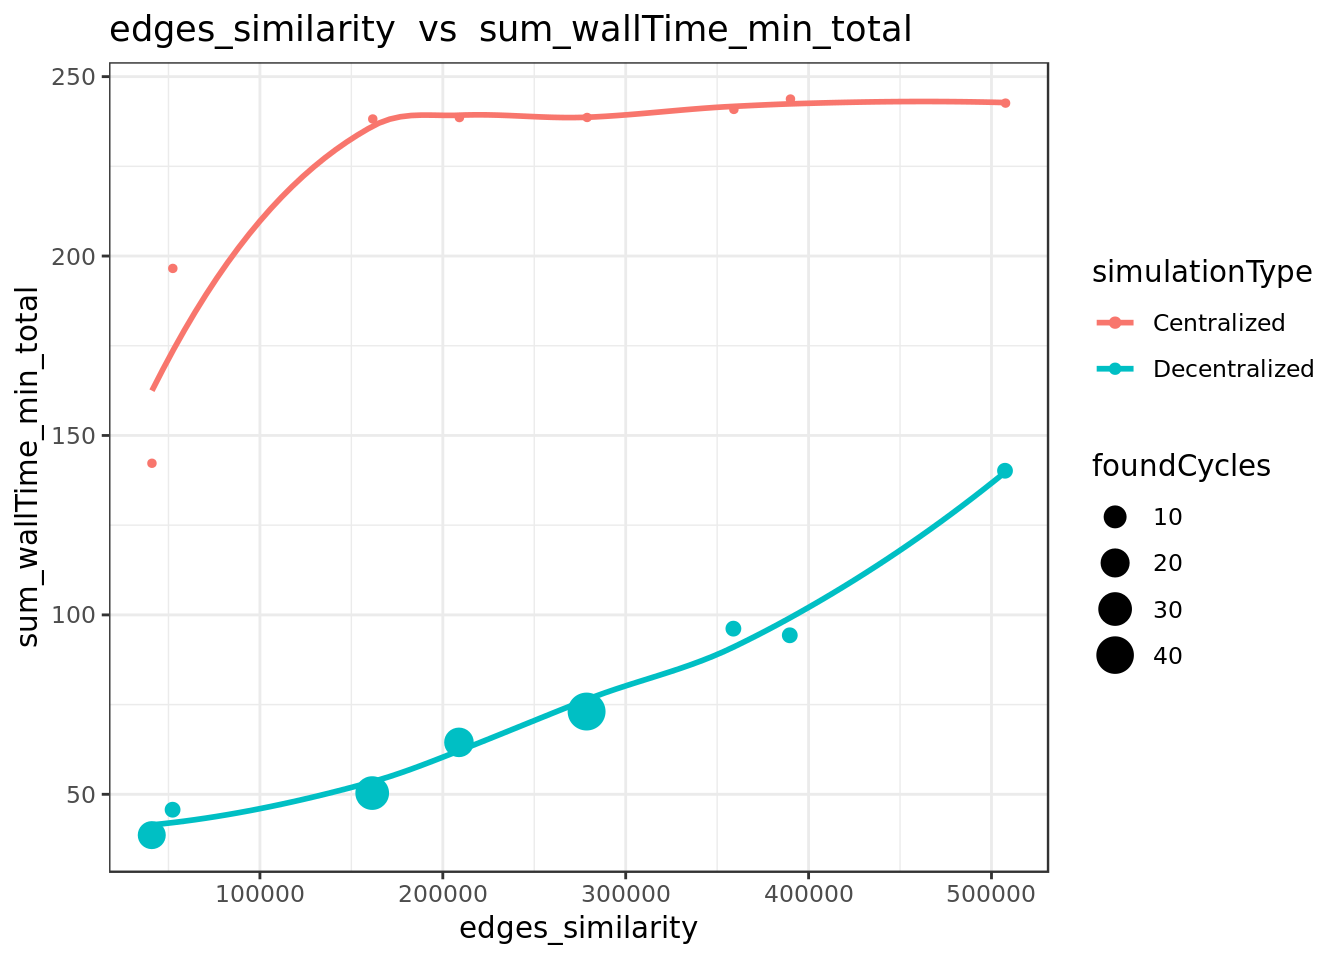 edges_similarity  vs  sum_wallTime_min_total
250
200
150
100
50
sum_wallTime_min_total
100000
200000
300000
400000
500000
edges_similarity
simulationType
Centralized
Decentralized
foundCycles
10
20
30
40